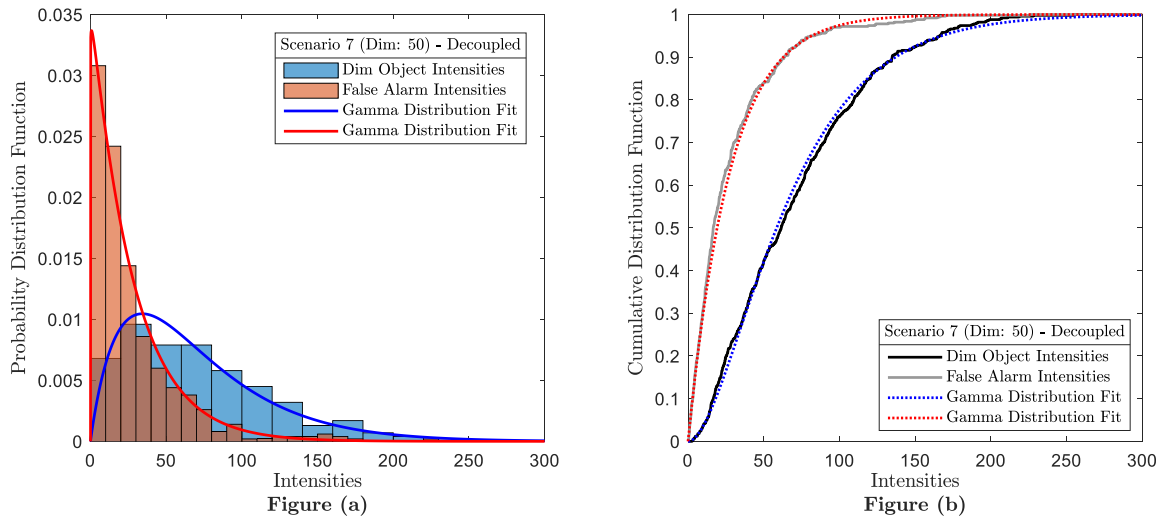 0.035
0.03
0.025
0.02
0.015
0.01
0.005
0
Probability Distribution Function
Scenario 7 (Dim: 50) - Decoupled
Dim Object Intensities
False Alarm Intensities
Gamma Distribution Fit
Gamma Distribution Fit
0 50 100 150 200 250 300
Intensities
Figure (a)
1
0.9
0.8
0.7
0.6
0.5
0.4
0.3
0.2
0.1
0
Cumulative Distribution Function
Scenario 7 (Dim: 50) - Decoupled
Dim Object Intensities
False Alarm Intensities
Gamma Distribution Fit
Gamma Distribution Fit
0 50 100 150 200 250 300
Intensities
Figure (b)